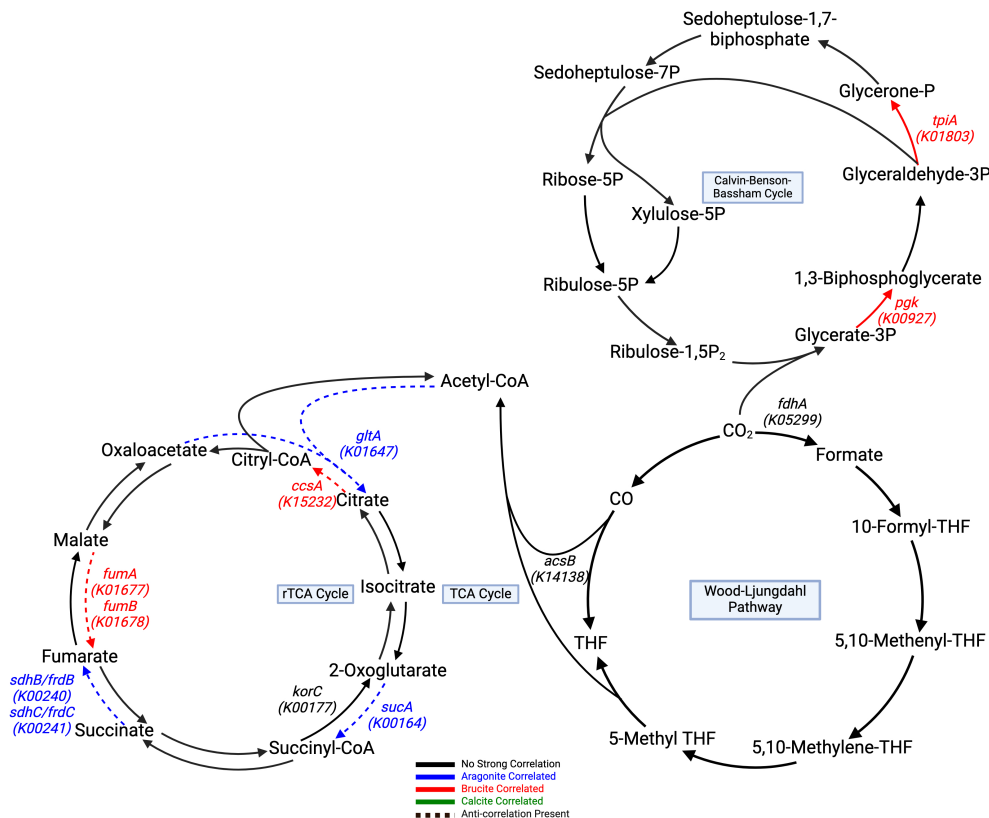 Sedoheptulose-1,7-
biphosphate
Sedoheptulose-7P
Glycerone-P
tpiA
(K01803)
Ribose-5P
Calvin-Benson-
Bassham Cycle
Glyceraldehyde-3P
Xylulose-5P
Ribulose-5P
1,3-Biphosphoglycerate
pgk
(K00927)
Glycerate-3P
Ribulose-1,5P₂
Acetyl-CoA
fdhA
(K05299)
CO₂
Formate
gltA
(K01647)
Oxaloacetate
Citryl-CoA
ccsA
(K15232)
Citrate
CO
10-Formyl-THF
Malate
acsB
(K14138)
fumA
(K01677)
fumB
(K01678)
rTCA Cycle
Isocitrate
TCA Cycle
Wood-Ljungdahl
Pathway
THF
5,10-Methenyl-THF
Fumarate
2-Oxoglutarate
sdhB/frdB
(K00240)
sdhC/frdC
(K00241)
Succinate
korC
(K00177)
sucA
(K00164)
Succinyl-CoA
5-Methyl THF
5,10-Methylene-THF
No Strong Correlation
Aragonite Correlated
Brucite Correlated
Calcite Correlated
Anti-correlation Present